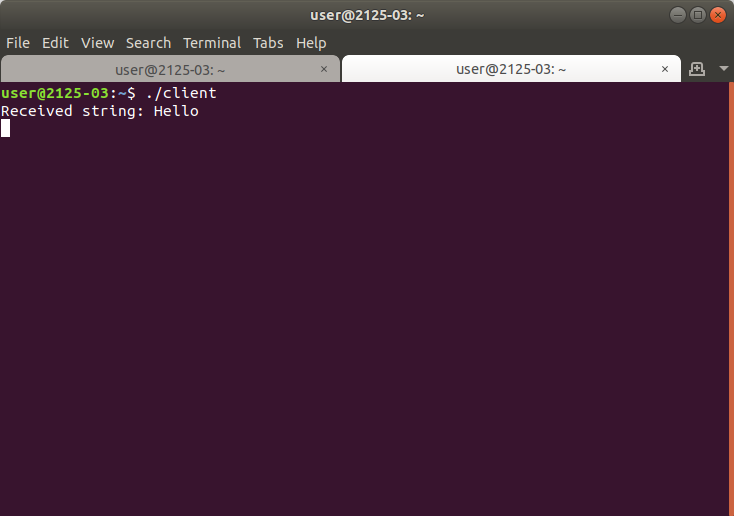 user@2125-03: ~
File Edit View Search Terminal Tabs Help
user@2125-03: ~ × user@2125-03: ~ ×
user@2125-03:~$ ./client
Received string: Hello